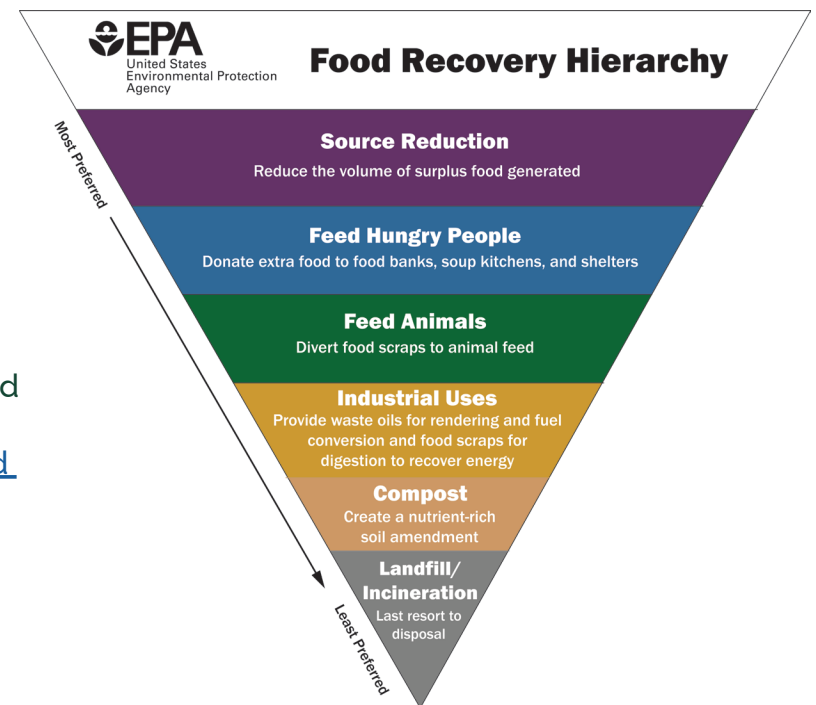 EPA
United States
Environmental Protection
Agency
Food Recovery Hierarchy
Most Preferred
Source Reduction
Reduce the volume of surplus food generated
Feed Hungry People
Donate extra food to food banks, soup kitchens, and shelters
Feed Animals
Divert food scraps to animal feed
d
Industrial Uses
Provide waste oils for rendering and fuel
conversion and food scraps for
digestion to recover energy
d
Compost
Create a nutrient-rich
soil amendment
Landfill/
Incineration
Last resort to
disposal
Least Preferred